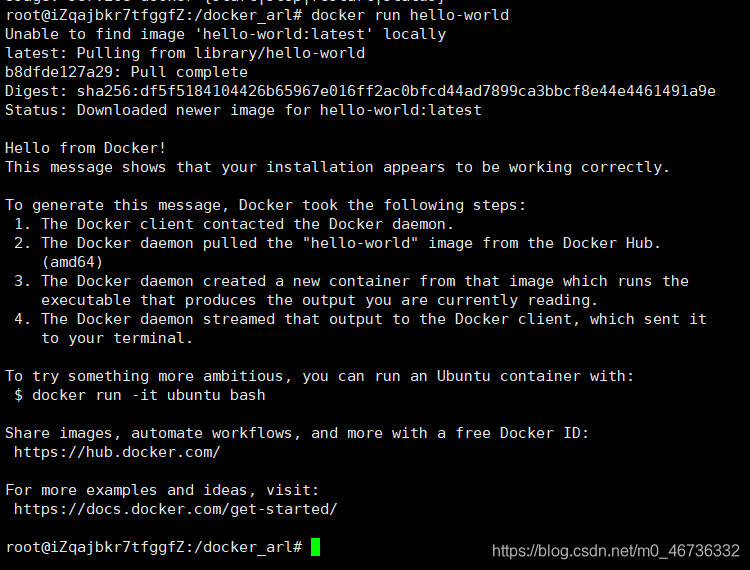 root@iZqajbkr7tfggfZ:/docker_arl# docker run hello-world
Unable to find image 'hello-world:latest' locally
latest: Pulling from library/hello-world
b8dfde127a29: Pull complete
Digest: sha256:df5f5184104426b65967e016ff2ac0bfcd44ad7899ca3bbcf8e44e4461491a9e
Status: Downloaded newer image for hello-world:latest

Hello from Docker!
This message shows that your installation appears to be working correctly.

To generate this message, Docker took the following steps:
 1. The Docker client contacted the Docker daemon.
 2. The Docker daemon pulled the "hello-world" image from the Docker Hub.
    (amd64)
 3. The Docker daemon created a new container from that image which runs the
    executable that produces the output you are currently reading.
 4. The Docker daemon streamed that output to the Docker client, which sent it
    to your terminal.

To try something more ambitious, you can run an Ubuntu container with:
 $ docker run -it ubuntu bash

Share images, automate workflows, and more with a free Docker ID:
 https://hub.docker.com/

For more examples and ideas, visit:
 https://docs.docker.com/get-started/

root@iZqajbkr7tfggfZ:/docker_arl#
https://blog.csdn.net/m0_46736332